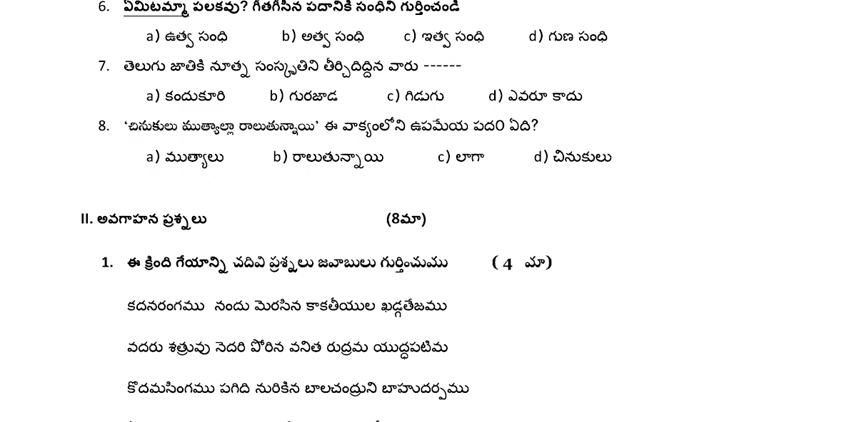 6. ఏమిటమ్మా పలకవు? గీతగీసిన పదానికి సంధిని గుర్తించండి
a) ఉత్వ సంధి b) అత్వ సంధి c) ఇత్వ సంధి d) గుణ సంధి
7. తెలుగు జాతికి నూత్న సంస్కృతిని తీర్చిదిద్దిన వారు ------
a) కందుకూరి b) గురజాడ c) గిడుగు d) ఎవరూ కాదు
8. ‘చినుకులు ముత్యాల్లా రాలుతున్నాయి’ ఈ వాక్యంలోని ఉపమేయ పద0 ఏది?
a) ముత్యాలు b) రాలుతున్నాయి c) లాగా d) చినుకులు
II. అవగాహన ప్రశ్నలు (8మా)
1. ఈ క్రింది గేయాన్ని చదివి ప్రశ్నలు జవాబులు గుర్తించుము ( 4 మా)
కదనరంగము నందు మెరసిన కాకతీయుల ఖడ్గతేజము
వదరు శత్రువు నెదరి పోరిన వనిత రుద్రమ యుద్ధపటిమ
కొదమసింగము పగిది నురికిన బాలచంద్రుని బాహుదర్పము